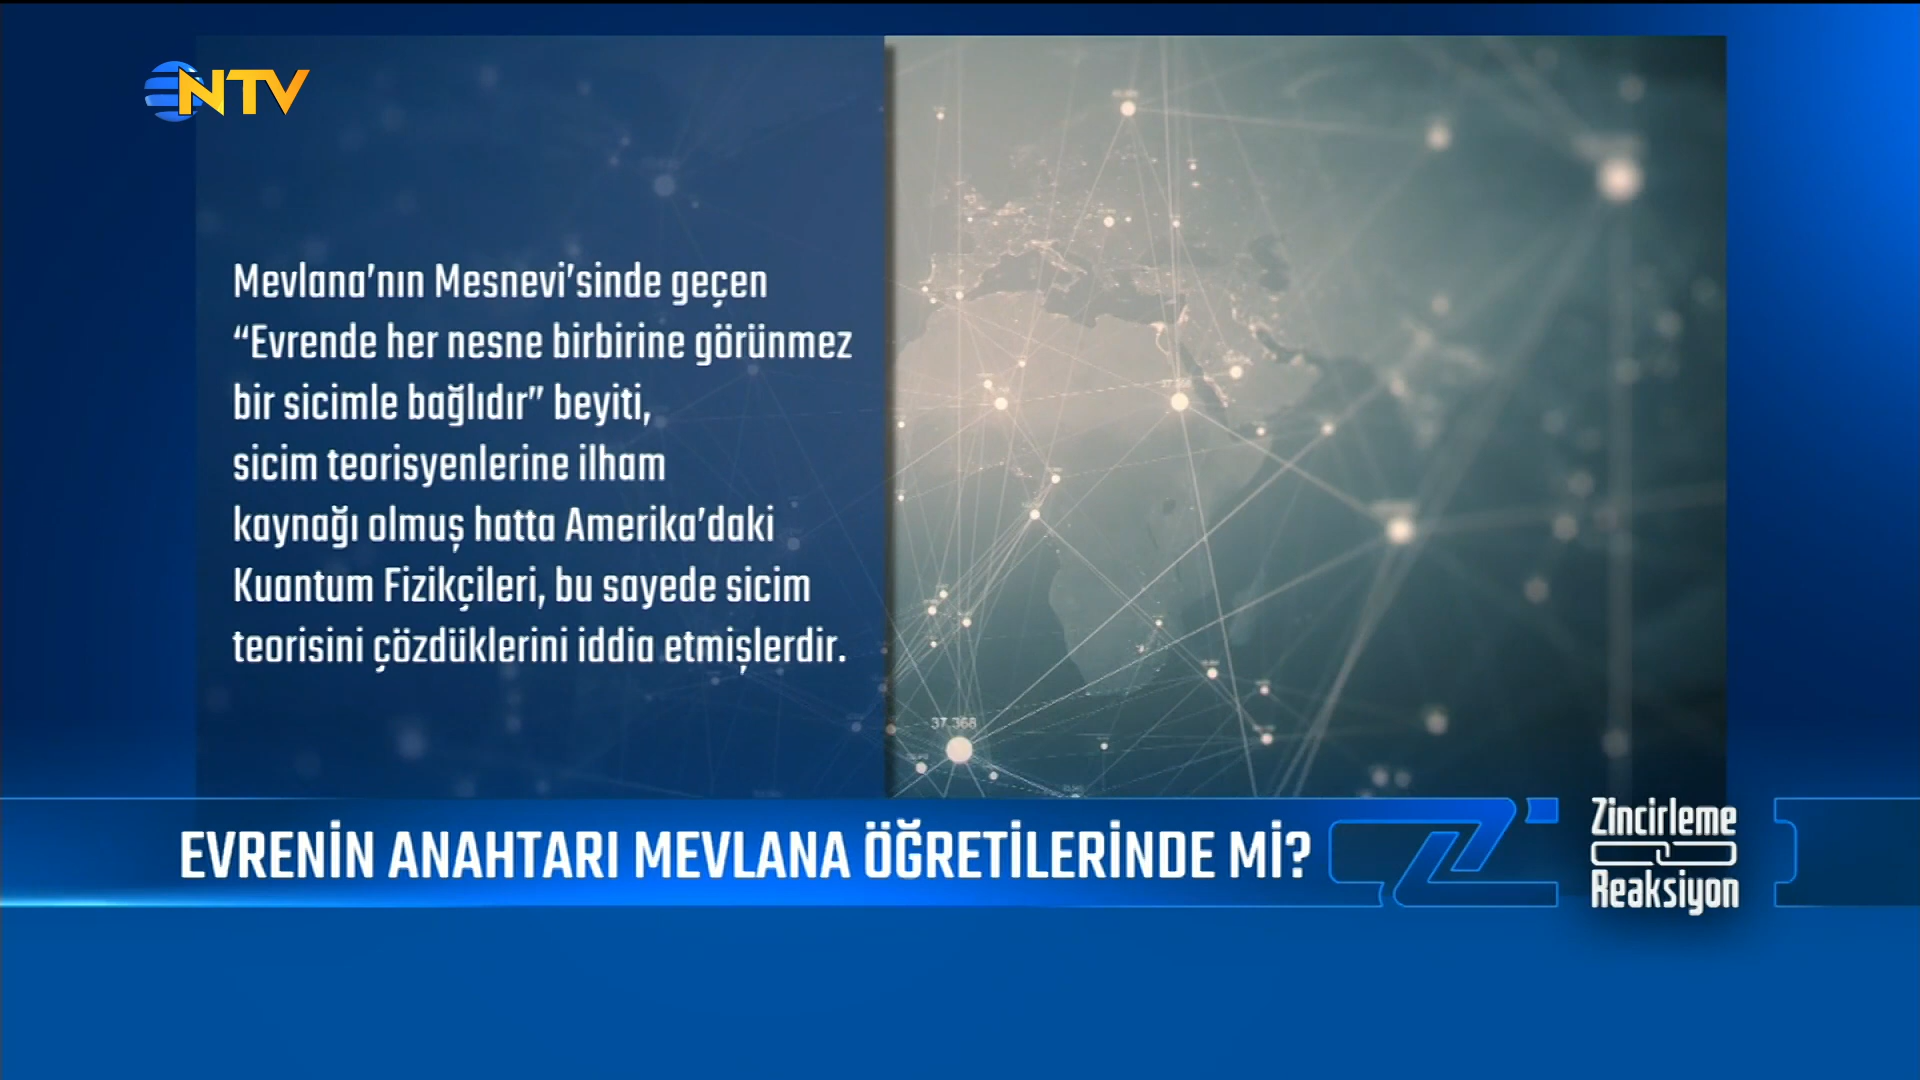 NTV
Mevlana’nın Mesnevi’sinde geçen
“Evrende her nesne birbirine görünmez
bir sicimle bağlıdır” beyiti,
sicim teorisyenlerine ilham
kaynağı olmuş hatta Amerika’daki
Kuantum Fizikçileri, bu sayede sicim
teorisini çözdüklerini iddia etmişlerdir.
37.368
EVRENİN ANAHTARI MEVLANA ÖĞRETİLERİNDE Mİ?
Zincirleme
Reaksiyon